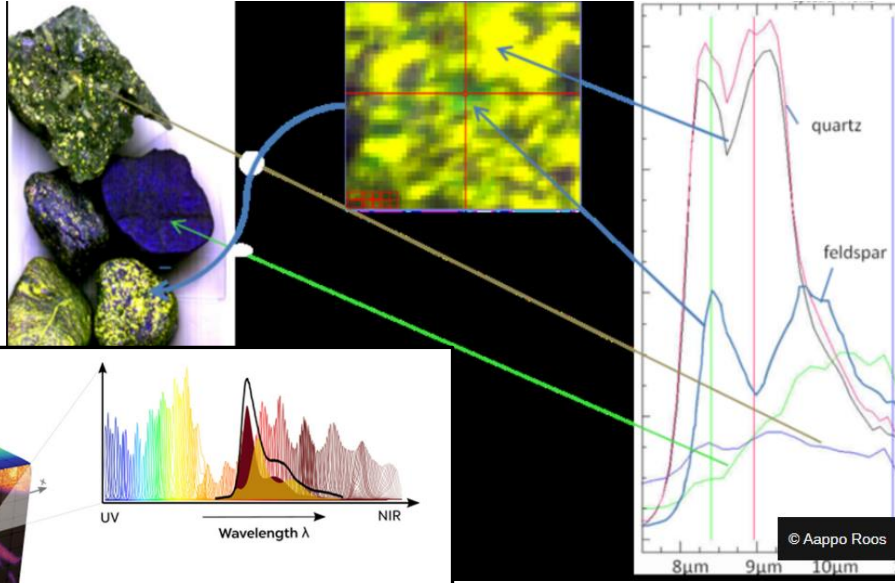 quartz
feldspar
UV
NIR
Wavelength λ
x
8µm
9µm
10µm
© Aappo Roos